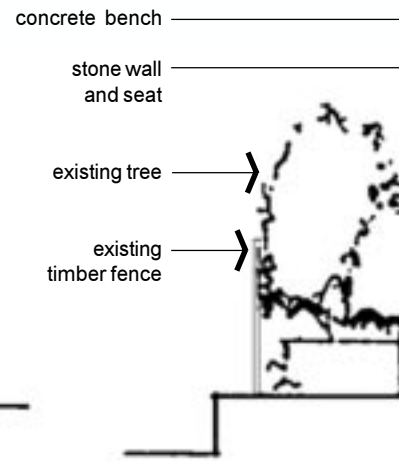 concrete bench
stone wall
and seat
existing tree
existing
timber fence